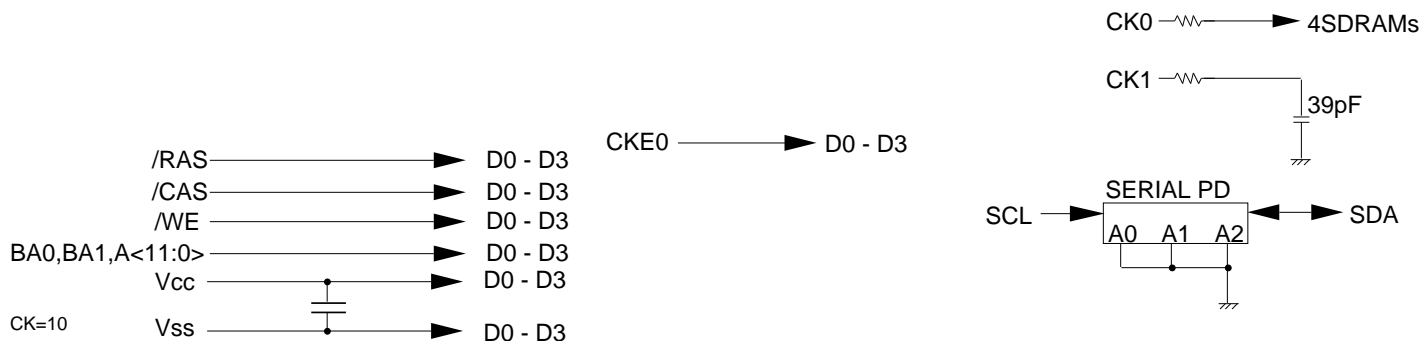 CK0 4SDRAMs
CK1
39pF
CKE0 D0 - D3
/RAS D0 - D3
/CAS D0 - D3
/WE D0 - D3
BA0,BA1,A<11:0> D0 - D3
Vcc D0 - D3
CK=10 Vss D0 - D3
SERIAL PD
SCL SDA
A0 A1 A2